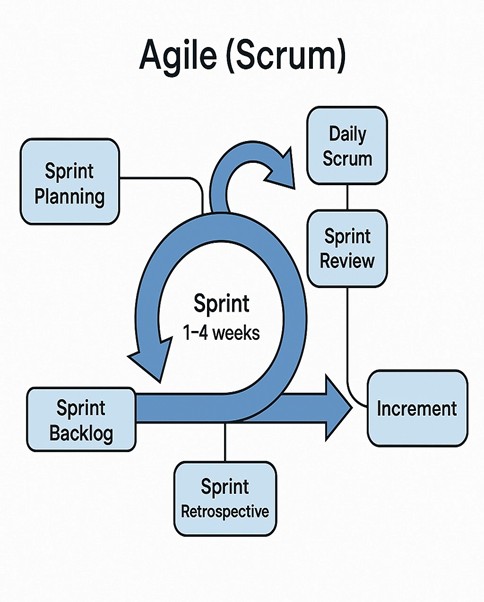 Agile (Scrum)
Daily
Scrum
Sprint
Planning
Sprint
Review
Sprint
1–4 weeks
Sprint
Backlog
Increment
Sprint
Retrospective